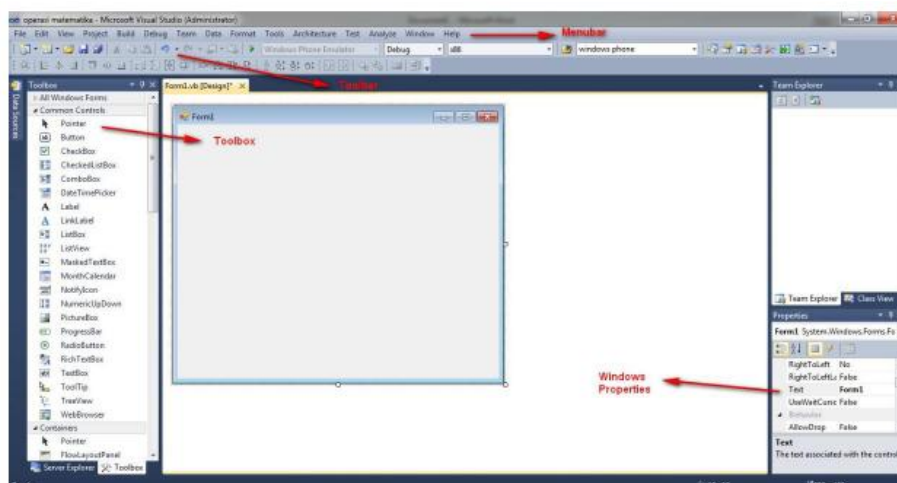 operasi matematika - Microsoft Visual Studio (Administrator)
File Edit View Project Build Debug Team Data Format Tools Architecture Test Analyze Window Help
Menubar
Windows Phone Emulator Debug x86 windows phone
Toolbar
Toolbox
Form1.vb [Design]*
Team Explorer
Data Sources
All Windows Forms
Common Controls
Pointer
Button
CheckBox
CheckedListBox
ComboBox
DateTimePicker
Label
LinkLabel
ListBox
ListView
MaskedTextBox
MonthCalendar
NotifyIcon
NumericUpDown
PictureBox
ProgressBar
RadioButton
RichTextBox
TextBox
ToolTip
TreeView
WebBrowser
Containers
Pointer
FlowLayoutPanel
Server Explorer Toolbox
Form1
Toolbox
Windows
Properties
Team Explorer Class View
Properties
Form1 System.Windows.Forms.Fo
RightToLeft No
RightToLeftLa False
Text Form1
UseWaitCurso False
Behavior
AllowDrop False
Text
The text associated with the control